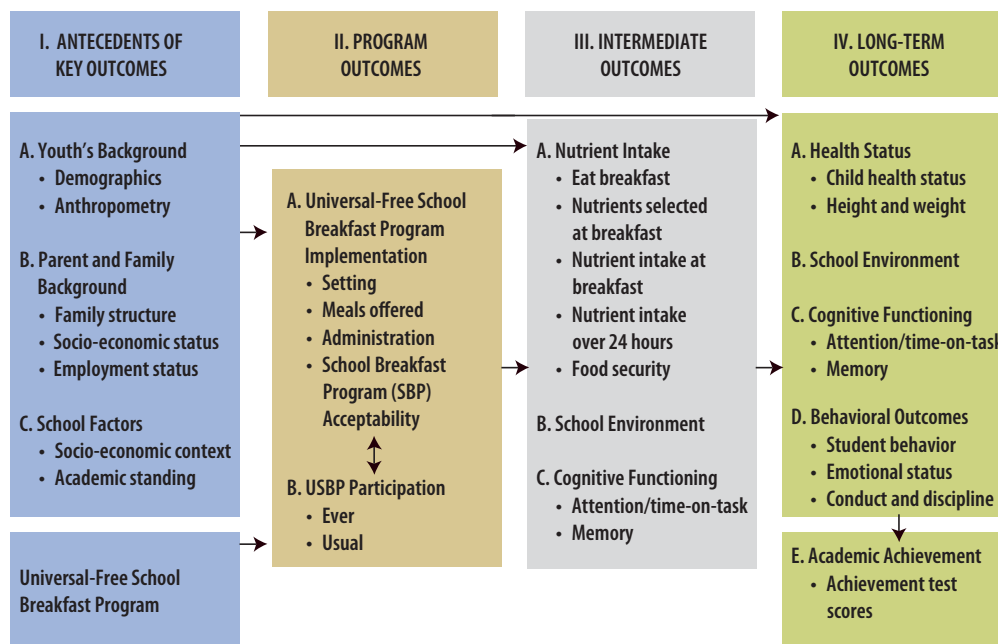 I. ANTECEDENTS OF
KEY OUTCOMES
II. PROGRAM
OUTCOMES
III. INTERMEDIATE
OUTCOMES
IV. LONG-TERM
OUTCOMES
A. Youth's Background
• Demographics
• Anthropometry
B. Parent and Family
Background
• Family structure
• Socio-economic status
• Employment status
C. School Factors
• Socio-economic context
• Academic standing
Universal-Free School
Breakfast Program
A. Universal-Free School
Breakfast Program
Implementation
• Setting
• Meals offered
• Administration
• School Breakfast
Program (SBP)
Acceptability
B. USBP Participation
• Ever
• Usual
A. Nutrient Intake
• Eat breakfast
• Nutrients selected
at breakfast
• Nutrient intake at
breakfast
• Nutrient intake
over 24 hours
• Food security
B. School Environment
C. Cognitive Functioning
• Attention/time-on-task
• Memory
A. Health Status
• Child health status
• Height and weight
B. School Environment
C. Cognitive Functioning
• Attention/time-on-task
• Memory
D. Behavioral Outcomes
• Student behavior
• Emotional status
• Conduct and discipline
E. Academic Achievement
• Achievement test
scores